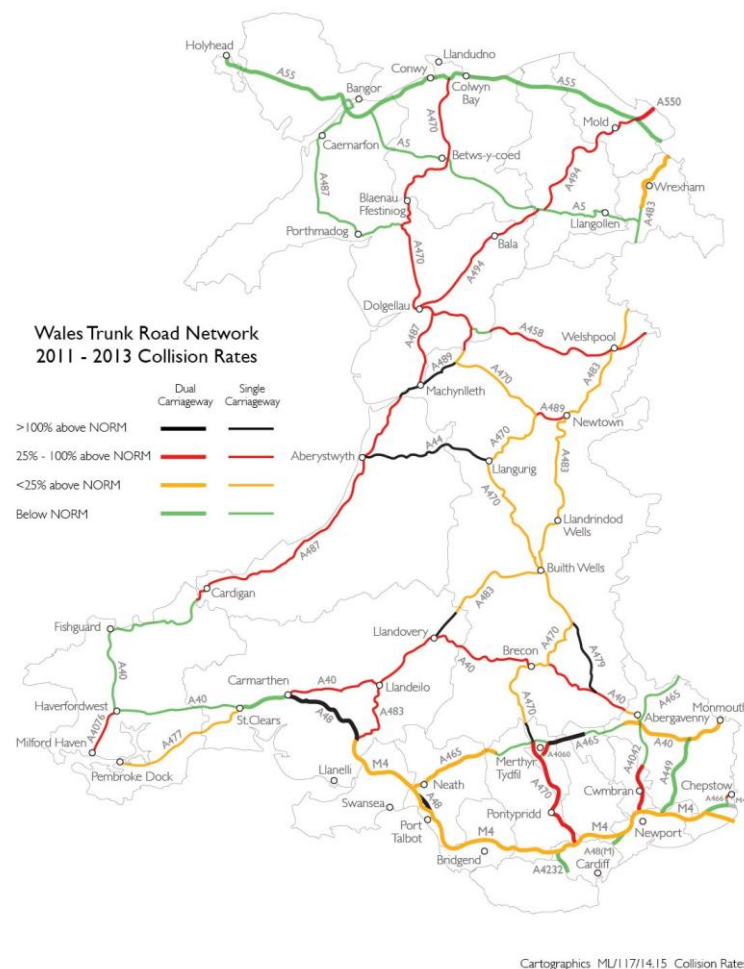 Holyhead
A55
Llandudno
Conwy
Colwyn
Bay
Bangor
A55
A550
Mold
A470
Caernarfon
A5
Betws-y-coed
A494
Wrexham
A487
Blaenau
Ffestiniog
A5
A483
Llangollen
Porthmadog
Bala
A470
A494
Dolgellau
Wales Trunk Road Network
2011 - 2013 Collision Rates
A487
A458
Welshpool
A489
A470
A483
Dual
Carriageway
Single
Carriageway
Machynlleth
A489
Newtown
>100% above NORM
25% - 100% above NORM
<25% above NORM
Below NORM
Aberystwyth
A44
A470
Llangurig
A483
A470
Llandrindod
Wells
A487
Builth Wells
Cardigan
A483
Fishguard
Llandovery
A470
A479
A40
A40
Brecon
Carmarthen
A40
Llandeilo
A40
A465
Monmouth
Haverfordwest
A40
St.Clears
A483
A470
Abergavenny
A4076
A477
A48
A465
A40
Milford Haven
M4
A465
Merthyr
Tydfil
A4060
A4042
A449
Pembroke Dock
Llanelli
Neath
A470
Cwmbran
Chepstow
A466
M4
Swansea
A48
Pontypridd
M4
Port
Talbot
M4
M4
Newport
Bridgend
A48(M)
A4232
Cardiff
Cartographics ML/117/14.15 Collision Rates